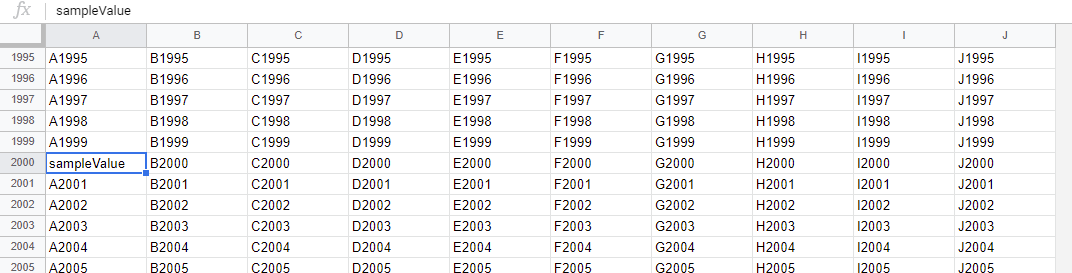 fx sampleValue
A B C D E F G H I J
1995 A1995 B1995 C1995 D1995 E1995 F1995 G1995 H1995 I1995 J1995
1996 A1996 B1996 C1996 D1996 E1996 F1996 G1996 H1996 I1996 J1996
1997 A1997 B1997 C1997 D1997 E1997 F1997 G1997 H1997 I1997 J1997
1998 A1998 B1998 C1998 D1998 E1998 F1998 G1998 H1998 I1998 J1998
1999 A1999 B1999 C1999 D1999 E1999 F1999 G1999 H1999 I1999 J1999
2000 sampleValue B2000 C2000 D2000 E2000 F2000 G2000 H2000 I2000 J2000
2001 A2001 B2001 C2001 D2001 E2001 F2001 G2001 H2001 I2001 J2001
2002 A2002 B2002 C2002 D2002 E2002 F2002 G2002 H2002 I2002 J2002
2003 A2003 B2003 C2003 D2003 E2003 F2003 G2003 H2003 I2003 J2003
2004 A2004 B2004 C2004 D2004 E2004 F2004 G2004 H2004 I2004 J2004
2005 A2005 B2005 C2005 D2005 E2005 F2005 G2005 H2005 I2005 J2005